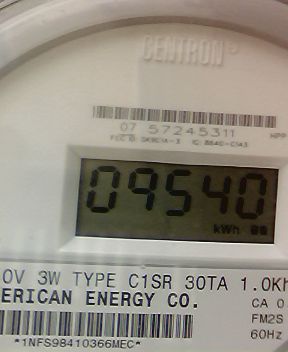 CENTRON
07 57245311
09540
kWh
0V 3W TYPE C1SR 30TA 1.0Kh
ERICAN ENERGY CO.
CA 0.
FM2S
60Hz
*1NFS98410366MEC*